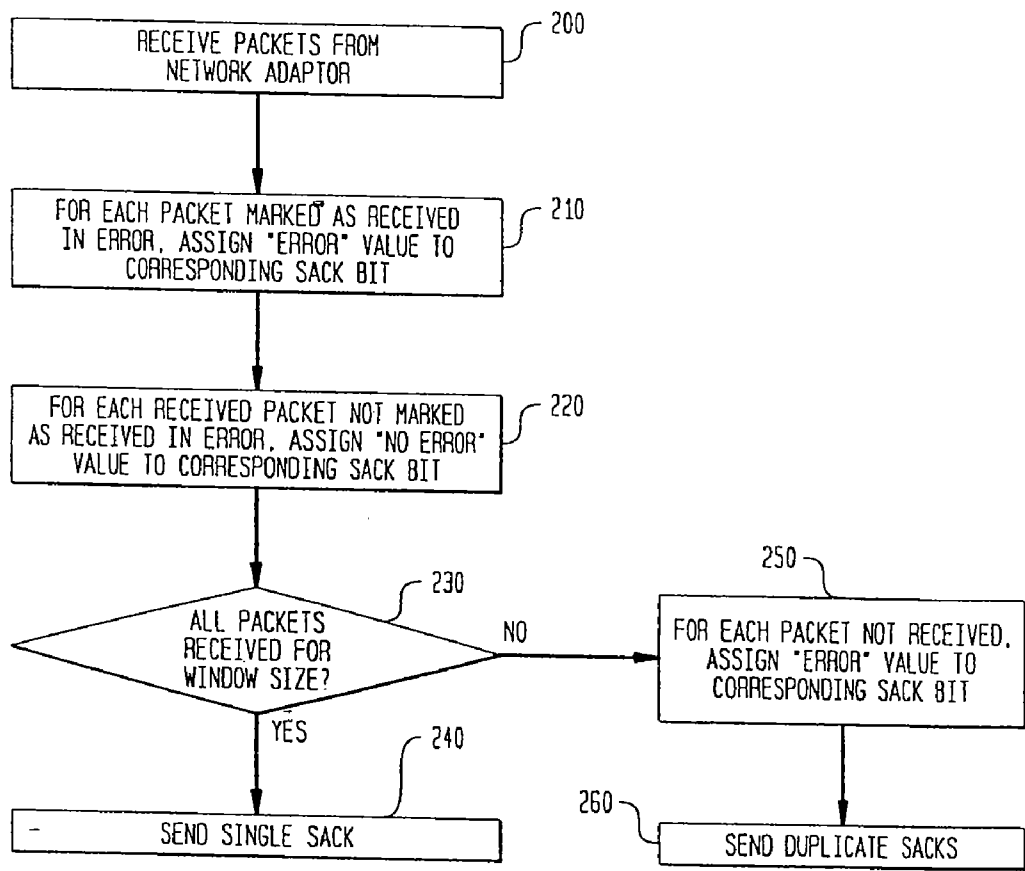 RECEIVE PACKETS FROM
NETWORK ADAPTOR
200
FOR EACH PACKET MARKED AS RECEIVED
IN ERROR, ASSIGN "ERROR" VALUE TO
CORRESPONDING SACK BIT
210
FOR EACH RECEIVED PACKET NOT MARKED
AS RECEIVED IN ERROR, ASSIGN "NO ERROR"
VALUE TO CORRESPONDING SACK BIT
220
ALL PACKETS
RECEIVED FOR
WINDOW SIZE?
230
NO
YES
250
FOR EACH PACKET NOT RECEIVED,
ASSIGN "ERROR" VALUE TO
CORRESPONDING SACK BIT
240
SEND SINGLE SACK
260
SEND DUPLICATE SACKS